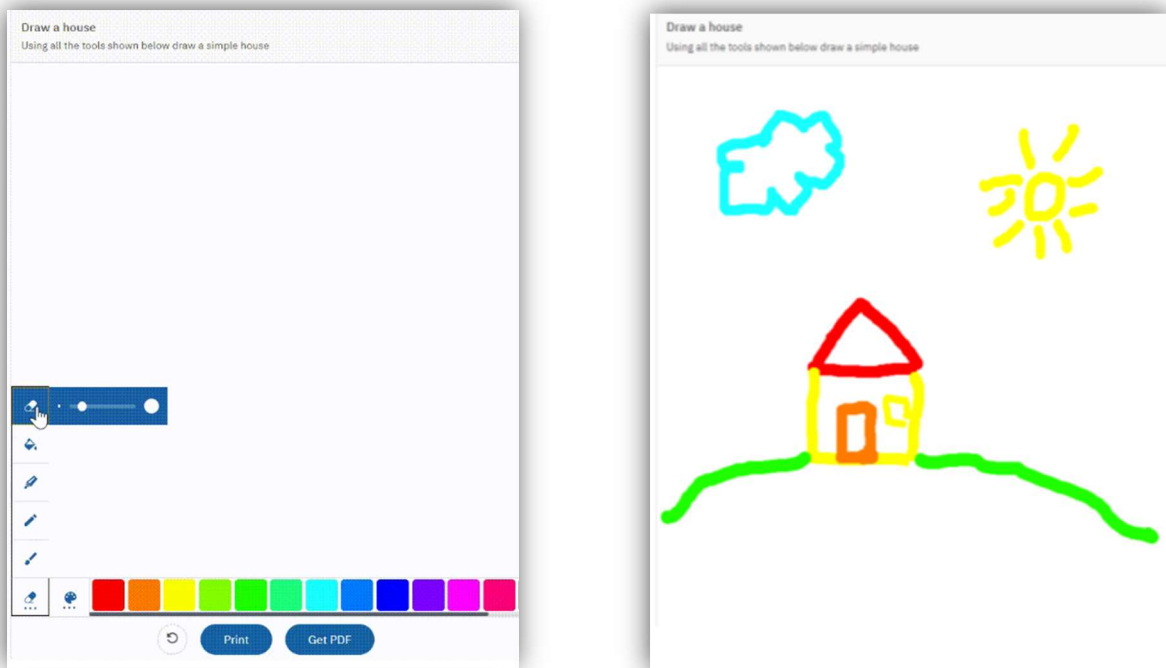 Draw a house
Using all the tools shown below draw a simple house
Print
Get PDF
Draw a house
Using all the tools shown below draw a simple house